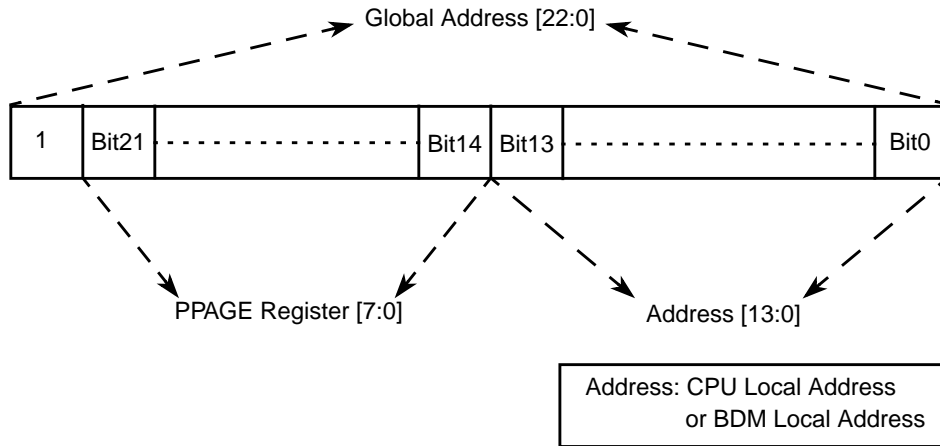 Global Address [22:0]
1 Bit21 Bit14 Bit13 Bit0
PPAGE Register [7:0] Address [13:0]
Address: CPU Local Address
or BDM Local Address